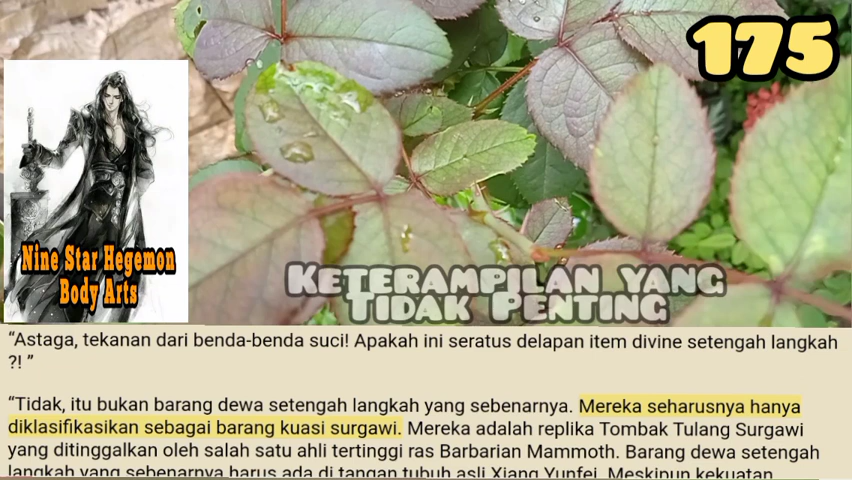 175
Nine Star Hegemon
Body Arts
KETERAMPILAN YANG
TIDAK PENTING
“Astaga, tekanan dari benda-benda suci! Apakah ini seratus delapan item divine setengah langkah
?! ”
“Tidak, itu bukan barang dewa setengah langkah yang sebenarnya. Mereka seharusnya hanya
diklasifikasikan sebagai barang kuasi surgawi. Mereka adalah replika Tombak Tulang Surgawi
yang ditinggalkan oleh salah satu ahli tertinggi ras Barbarian Mammoth. Barang dewa setengah
langkah yang sebenarnya harus ada di tangan tubuh asli Xiang Yunfei. Meskipun kekuatan